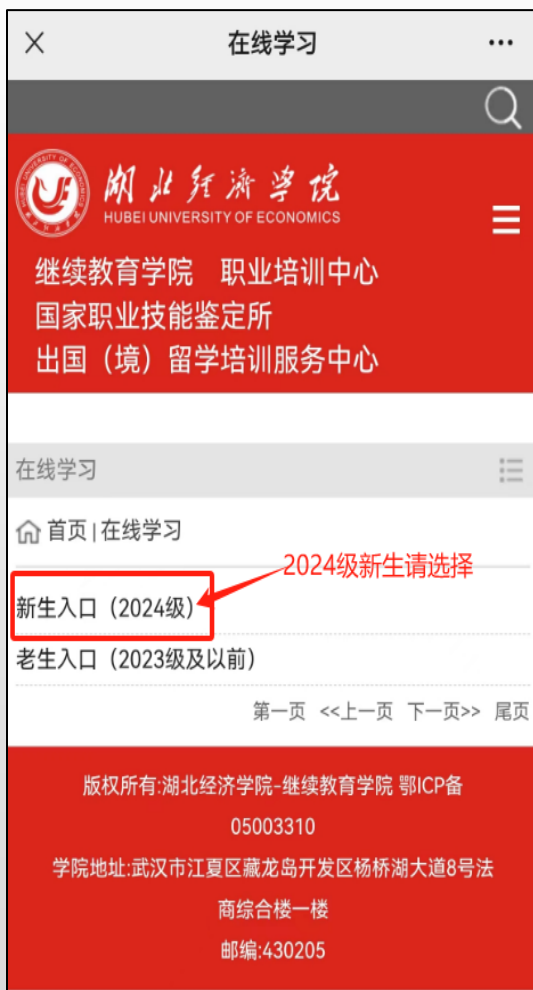 在线学习
湖北经济学院
HUBEI UNIVERSITY OF ECONOMICS
继续教育学院 职业培训中心
国家职业技能鉴定所
出国（境）留学培训服务中心
在线学习
首页 | 在线学习
2024级新生请选择
新生入口（2024级）
老生入口（2023级及以前）
第一页 <<上一页 下一页>> 尾页
版权所有:湖北经济学院-继续教育学院 鄂ICP备
05003310
学院地址:武汉市江夏区藏龙岛开发区杨桥湖大道8号法
商综合楼一楼
邮编:430205